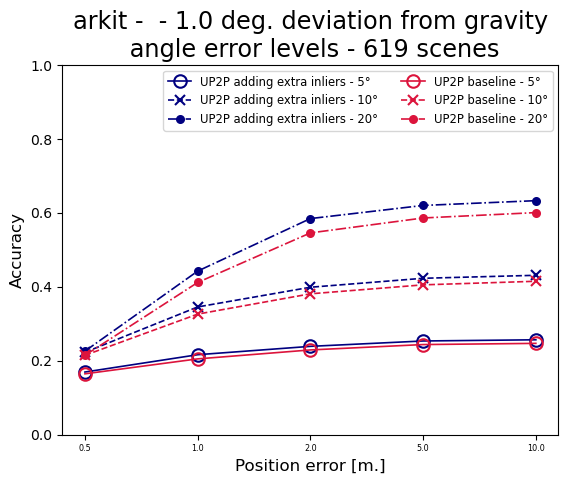 arkit -  - 1.0 deg. deviation from gravity
angle error levels - 619 scenes
UP2P adding extra inliers - 5°
UP2P adding extra inliers - 10°
UP2P adding extra inliers - 20°
UP2P baseline - 5°
UP2P baseline - 10°
UP2P baseline - 20°
Accuracy
1.0
0.8
0.6
0.4
0.2
0.0
0.5 1.0 2.0 5.0 10.0
Position error [m.]